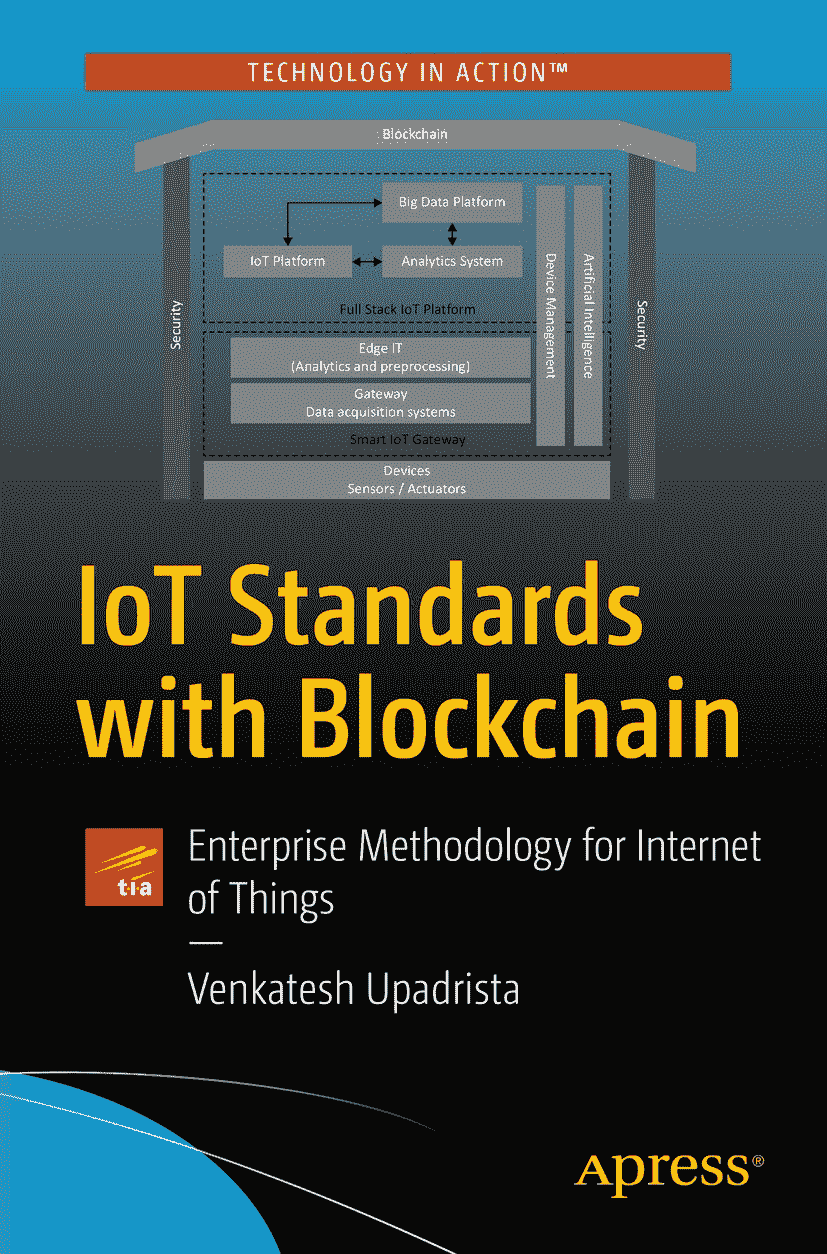 TECHNOLOGY IN ACTION™
Blockchain
Big Data Platform
IoT Platform
Analytics System
Full Stack IoT Platform
Device Management
Artificial Intelligence
Security
Security
Edge IT
(Analytics and preprocessing)
Gateway
Data acquisition systems
Smart IoT Gateway
Devices
Sensors / Actuators
IoT Standards
with Blockchain
t·i·a
Enterprise Methodology for Internet
of Things
—
Venkatesh Upadrista
Apress®